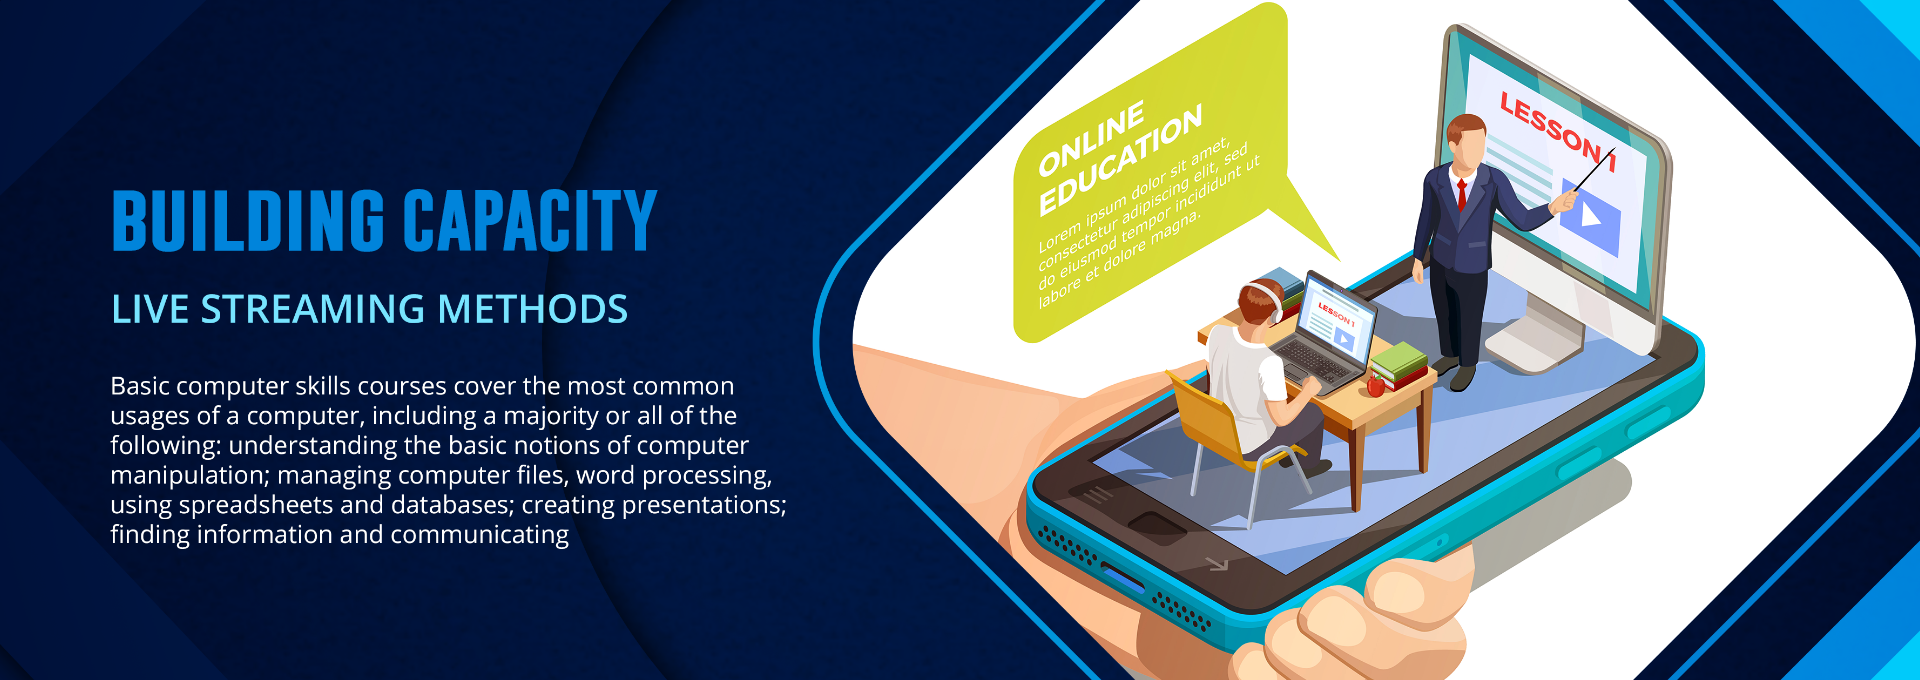 BUILDING CAPACITY
LIVE STREAMING METHODS
Basic computer skills courses cover the most common
usages of a computer, including a majority or all of the
following: understanding the basic notions of computer
manipulation; managing computer files, word processing,
using spreadsheets and databases; creating presentations;
finding information and communicating
ONLINE
EDUCATION
Lorem ipsum dolor sit amet,
consectetur adipiscing elit, sed
do eiusmod tempor incididunt ut
labore et dolore magna.
LESSON 1
LESSON 1